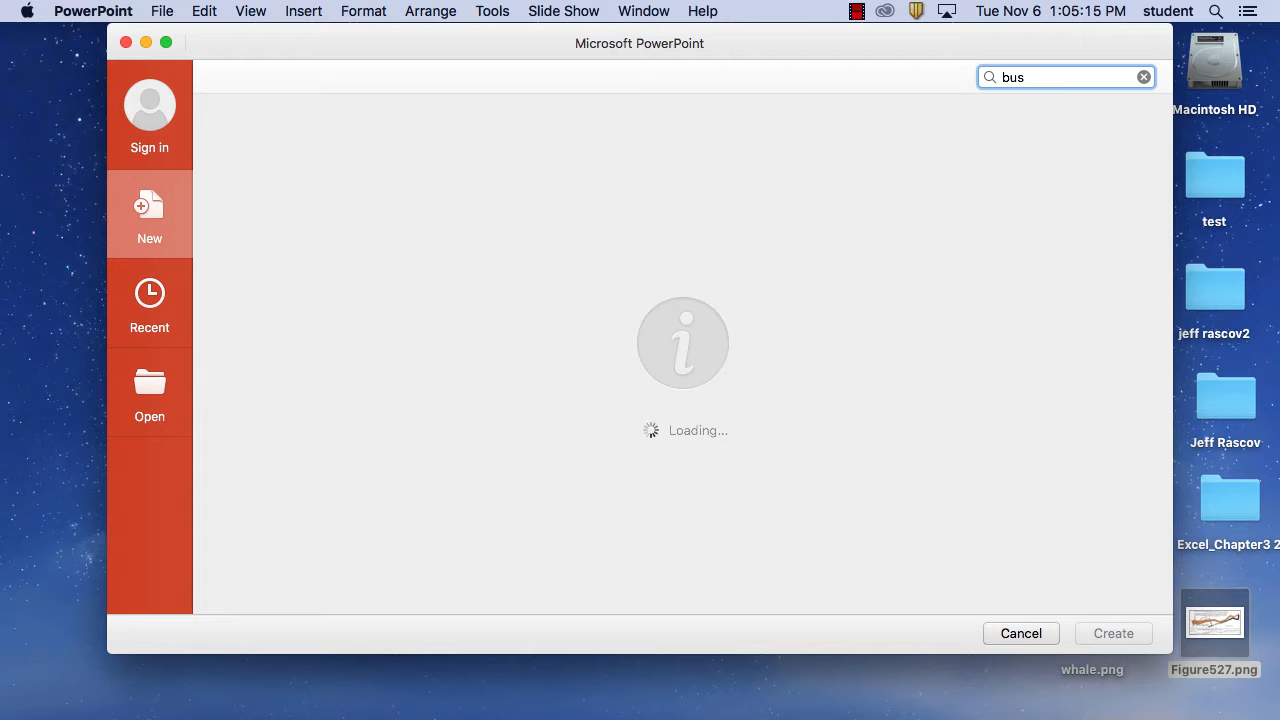 PowerPoint File Edit View Insert Format Arrange Tools Slide Show Window Help Tue Nov 6 1:05:15 PM student
Microsoft PowerPoint
bus
Sign in
New
Recent
Open
Loading...
Cancel
Create
Macintosh HD
test
jeff rascov2
Jeff Rascov
Excel_Chapter3 2
whale.png
Figure527.png